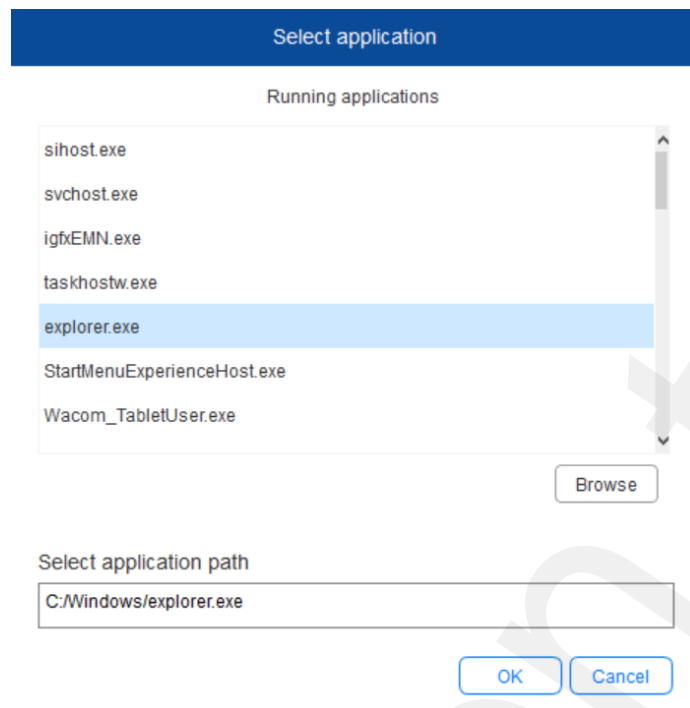 Select application
Running applications
sihost.exe
svchost.exe
igfxEMN.exe
taskhostw.exe
explorer.exe
StartMenuExperienceHost.exe
Wacom_TabletUser.exe
Browse
Select application path
C:/Windows/explorer.exe
OK Cancel